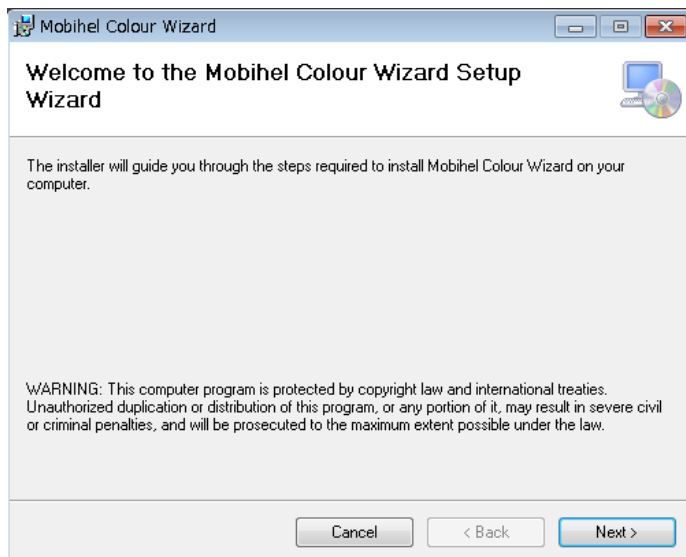 Mobihel Colour Wizard
Welcome to the Mobihel Colour Wizard Setup
Wizard
The installer will guide you through the steps required to install Mobihel Colour Wizard on your
computer.
WARNING: This computer program is protected by copyright law and international treaties.
Unauthorized duplication or distribution of this program, or any portion of it, may result in severe civil
or criminal penalties, and will be prosecuted to the maximum extent possible under the law.
Cancel
< Back
Next >